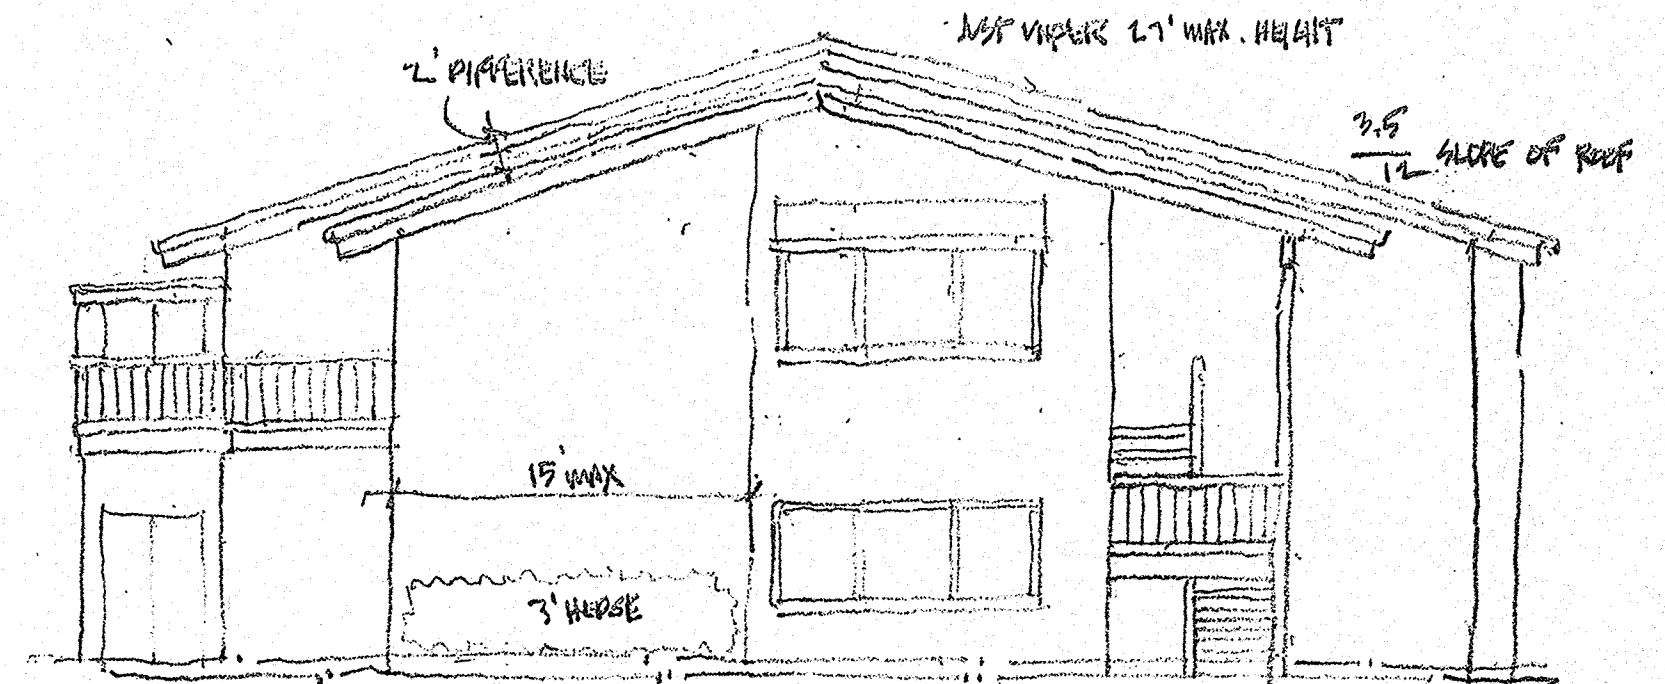 JUST UNDER 27' MAX. HEIGHT
2' DIFFERENCE
3.5
12 SLOPE OF ROOF
15' MAX
3' HEDGE